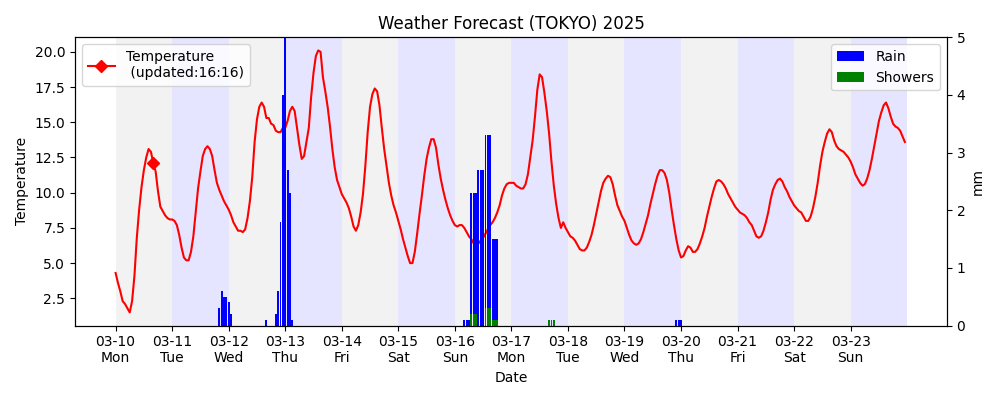 Weather Forecast (TOKYO) 2025
Temperature
(updated:16:16)
Rain
Showers
Temperature
20.0
17.5
15.0
12.5
10.0
7.5
5.0
2.5
5
4
3
2
1
0
mm
03-10 03-11 03-12 03-13 03-14 03-15 03-16 03-17 03-18 03-19 03-20 03-21 03-22 03-23
Mon Tue Wed Thu Fri Sat Sun Mon Tue Wed Thu Fri Sat Sun
Date